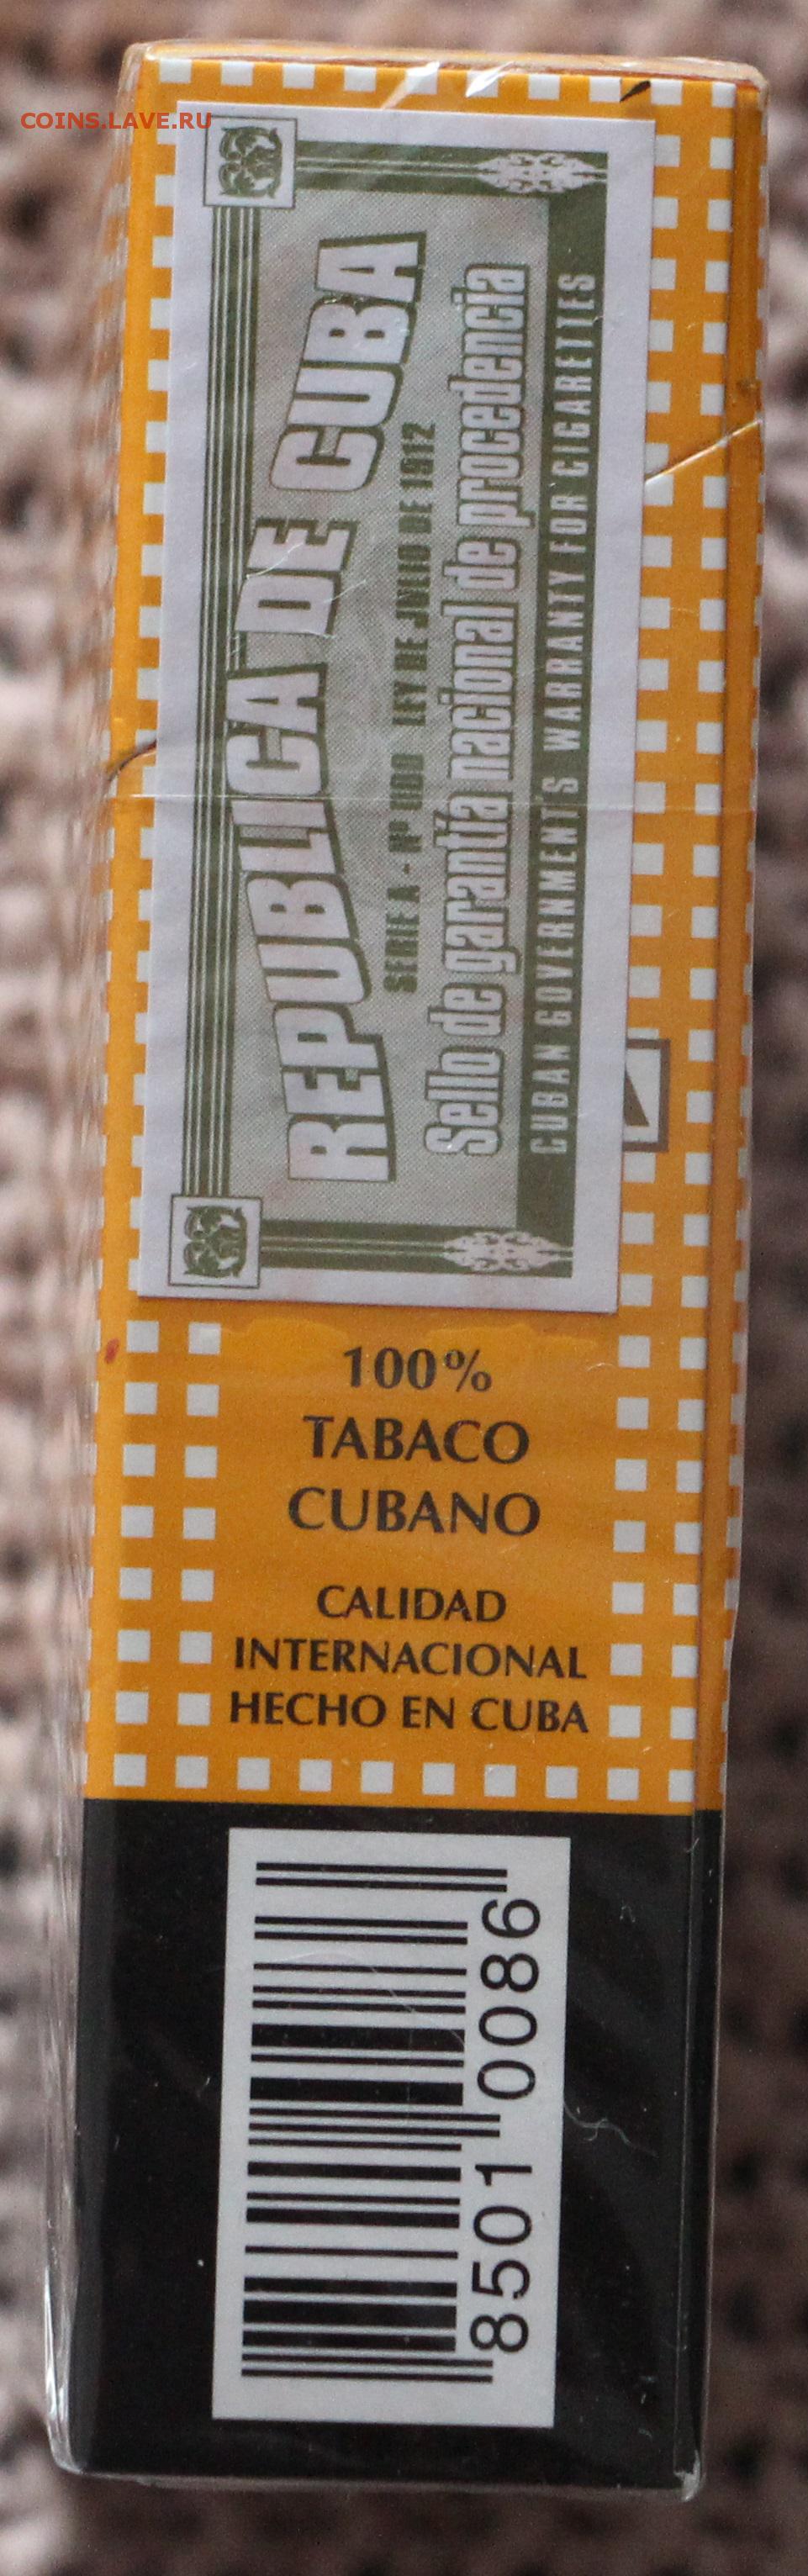 COINS.LAVE.RU
REPUBLICA DE CUBA
SERIE A - Nº LEY DE JULIO DE 1912
Sello de garantía nacional de procedencia
CUBAN GOVERNMENT'S WARRANTY FOR CIGARETTES
100%
TABACO
CUBANO
CALIDAD
INTERNACIONAL
HECHO EN CUBA
8501 0086